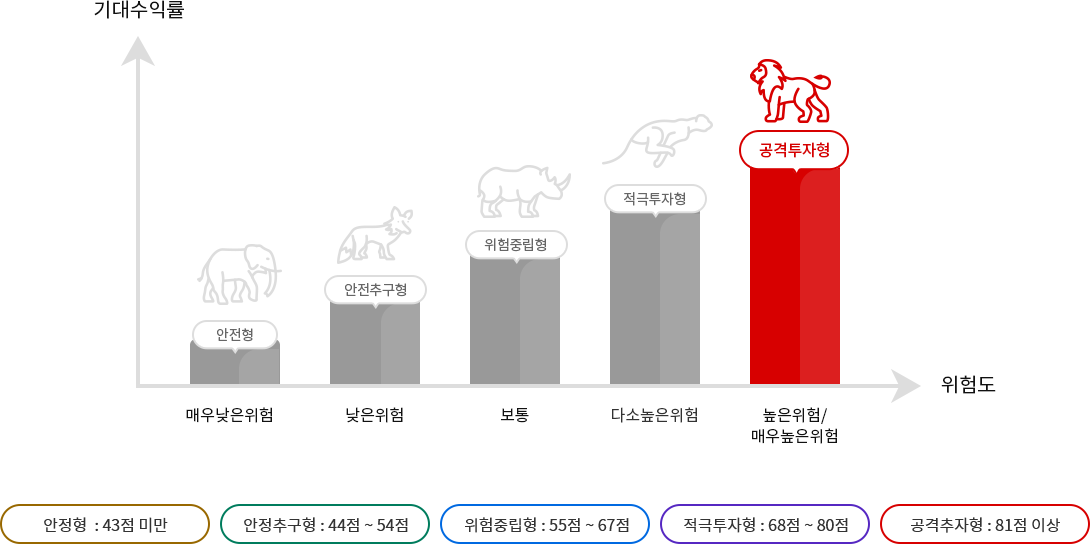 기대수익률
공격투자형
적극투자형
위험중립형
안전추구형
안전형
위험도
매우낮은위험
낮은위험
보통
다소높은위험
높은위험/
매우높은위험
안정형 : 43점 미만
안정추구형 : 44점 ~ 54점
위험중립형 : 55점 ~ 67점
적극투자형 : 68점 ~ 80점
공격추자형 : 81점 이상